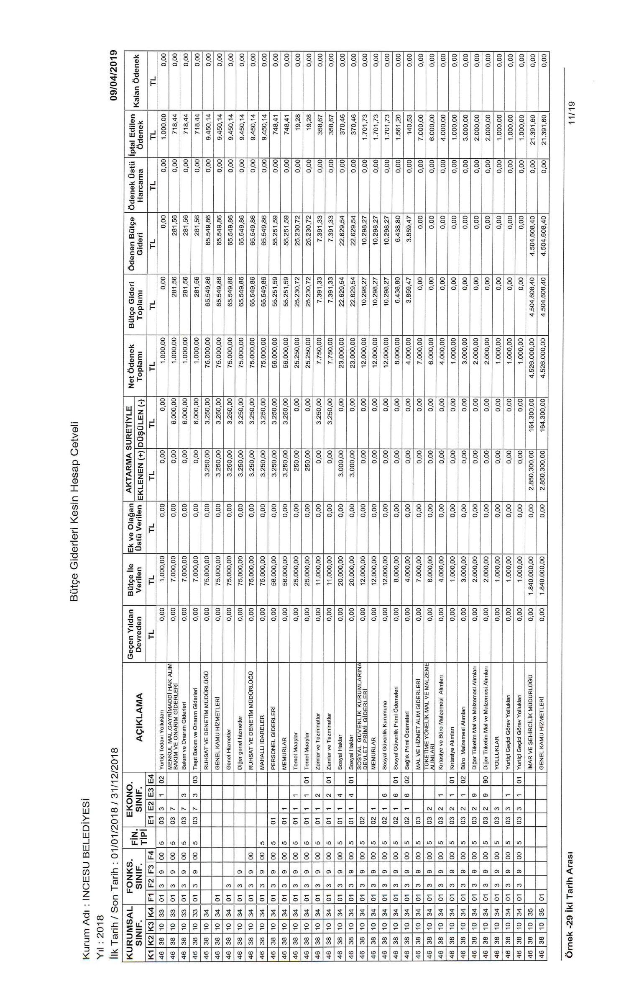 Bütçe Giderleri Kesin Hesap Cetveli
Kurum Adı : INCESU BELEDİYESİ
Yıl : 2018
İlk Tarih / Son Tarih : 01/01/2018 / 31/12/2018 09/04/2019
KURUMSAL SINIF. FONKS. SINIF. FİN. TİPİ EKONO. SINIF. AÇIKLAMA Geçen Yıldan Devreden Bütçe İle Verilen Ek ve Olağan Üstü Verilen AKTARMA SURETİYLE Net Ödenek Toplamı Bütçe Gideri Toplamı Ödenen Bütçe Gideri Ödenek Üstü Harcama İptal Edilen Ödenek Kalan Ödenek
EKLENEN (+) DÜŞÜLEN (-)
K1 K2 K3 K4 F1 F2 F3 F4 E1 E2 E3 E4 TL TL TL TL TL TL TL TL TL TL TL
46 38 10 33 01 3 9 00 5 03 3 1 02 Yurtiçi Tedavi Yollukları 0,00 1.000,00 0,00 0,00 0,00 1.000,00 0,00 0,00 0,00 1.000,00 0,00
46 38 10 33 01 3 9 00 5 03 7 MENKUL MAL,GAYRİMADDİ HAK ALIM BAKIM VE ONARIM GİDERLERİ 0,00 7.000,00 0,00 0,00 6.000,00 1.000,00 281,56 281,56 0,00 718,44 0,00
46 38 10 33 01 3 9 00 5 03 7 3 Bakım ve Onarım Giderleri 0,00 7.000,00 0,00 0,00 6.000,00 1.000,00 281,56 281,56 0,00 718,44 0,00
46 38 10 33 01 3 9 00 5 03 7 3 03 Taşıt Bakım ve Onarım Giderleri 0,00 7.000,00 0,00 0,00 6.000,00 1.000,00 281,56 281,56 0,00 718,44 0,00
46 38 10 34 RUHSAT VE DENETİM MÜDÜRLÜĞÜ 0,00 75.000,00 0,00 3.250,00 3.250,00 75.000,00 65.549,86 65.549,86 0,00 9.450,14 0,00
46 38 10 34 01 GENEL KAMU HİZMETLERİ 0,00 75.000,00 0,00 3.250,00 3.250,00 75.000,00 65.549,86 65.549,86 0,00 9.450,14 0,00
46 38 10 34 01 3 Genel Hizmetler 0,00 75.000,00 0,00 3.250,00 3.250,00 75.000,00 65.549,86 65.549,86 0,00 9.450,14 0,00
46 38 10 34 01 3 9 Diğer genel hizmetler 0,00 75.000,00 0,00 3.250,00 3.250,00 75.000,00 65.549,86 65.549,86 0,00 9.450,14 0,00
46 38 10 34 01 3 9 00 RUHSAT VE DENETİM MÜDÜRLÜĞÜ 0,00 75.000,00 0,00 3.250,00 3.250,00 75.000,00 65.549,86 65.549,86 0,00 9.450,14 0,00
46 38 10 34 01 3 9 00 5 MAHALLI IDARELER 0,00 75.000,00 0,00 3.250,00 3.250,00 75.000,00 65.549,86 65.549,86 0,00 9.450,14 0,00
46 38 10 34 01 3 9 00 5 01 PERSONEL GİDERLERİ 0,00 56.000,00 0,00 3.250,00 3.250,00 56.000,00 55.251,59 55.251,59 0,00 748,41 0,00
46 38 10 34 01 3 9 00 5 01 1 MEMURLAR 0,00 56.000,00 0,00 3.250,00 3.250,00 56.000,00 55.251,59 55.251,59 0,00 748,41 0,00
46 38 10 34 01 3 9 00 5 01 1 1 Temel Maaşlar 0,00 25.000,00 0,00 250,00 0,00 25.250,00 25.230,72 25.230,72 0,00 19,28 0,00
46 38 10 34 01 3 9 00 5 01 1 1 01 Temel Maaşlar 0,00 25.000,00 0,00 250,00 0,00 25.250,00 25.230,72 25.230,72 0,00 19,28 0,00
46 38 10 34 01 3 9 00 5 01 1 2 Zamlar ve Tazminatlar 0,00 11.000,00 0,00 0,00 3.250,00 7.750,00 7.391,33 7.391,33 0,00 358,67 0,00
46 38 10 34 01 3 9 00 5 01 1 2 01 Zamlar ve Tazminatlar 0,00 11.000,00 0,00 0,00 3.250,00 7.750,00 7.391,33 7.391,33 0,00 358,67 0,00
46 38 10 34 01 3 9 00 5 01 1 4 Sosyal Haklar 0,00 20.000,00 0,00 3.000,00 0,00 23.000,00 22.629,54 22.629,54 0,00 370,46 0,00
46 38 10 34 01 3 9 00 5 01 1 4 01 Sosyal Haklar 0,00 20.000,00 0,00 3.000,00 0,00 23.000,00 22.629,54 22.629,54 0,00 370,46 0,00
46 38 10 34 01 3 9 00 5 02 SOSYAL GÜVENLİK KURUMLARINA DEVLET PRİMİ GİDERLERİ 0,00 12.000,00 0,00 0,00 0,00 12.000,00 10.298,27 10.298,27 0,00 1.701,73 0,00
46 38 10 34 01 3 9 00 5 02 1 MEMURLAR 0,00 12.000,00 0,00 0,00 0,00 12.000,00 10.298,27 10.298,27 0,00 1.701,73 0,00
46 38 10 34 01 3 9 00 5 02 1 6 Sosyal Güvenlik Kurumuna 0,00 12.000,00 0,00 0,00 0,00 12.000,00 10.298,27 10.298,27 0,00 1.701,73 0,00
46 38 10 34 01 3 9 00 5 02 1 6 01 Sosyal Güvenlik Primi Ödemeleri 0,00 8.000,00 0,00 0,00 0,00 8.000,00 6.438,80 6.438,80 0,00 1.561,20 0,00
46 38 10 34 01 3 9 00 5 02 1 6 02 Sağlık Primi Ödemeleri 0,00 4.000,00 0,00 0,00 0,00 4.000,00 3.859,47 3.859,47 0,00 140,53 0,00
46 38 10 34 01 3 9 00 5 03 MAL VE HİZMET ALIM GİDERLERİ 0,00 7.000,00 0,00 0,00 0,00 7.000,00 0,00 0,00 0,00 7.000,00 0,00
46 38 10 34 01 3 9 00 5 03 2 TÜKETİME YÖNELİK MAL VE MALZEME ALIMLARI 0,00 6.000,00 0,00 0,00 0,00 6.000,00 0,00 0,00 0,00 6.000,00 0,00
46 38 10 34 01 3 9 00 5 03 2 1 Kırtasiye ve Büro Malzemesi Alımları 0,00 4.000,00 0,00 0,00 0,00 4.000,00 0,00 0,00 0,00 4.000,00 0,00
46 38 10 34 01 3 9 00 5 03 2 1 01 Kırtasiye Alımları 0,00 1.000,00 0,00 0,00 0,00 1.000,00 0,00 0,00 0,00 1.000,00 0,00
46 38 10 34 01 3 9 00 5 03 2 1 02 Büro Malzemesi Alımları 0,00 3.000,00 0,00 0,00 0,00 3.000,00 0,00 0,00 0,00 3.000,00 0,00
46 38 10 34 01 3 9 00 5 03 2 9 Diğer Tüketim Mal ve Malzemesi Alımları 0,00 2.000,00 0,00 0,00 0,00 2.000,00 0,00 0,00 0,00 2.000,00 0,00
46 38 10 34 01 3 9 00 5 03 2 9 90 Diğer Tüketim Mal ve Malzemesi Alımları 0,00 2.000,00 0,00 0,00 0,00 2.000,00 0,00 0,00 0,00 2.000,00 0,00
46 38 10 34 01 3 9 00 5 03 3 YOLLUKLAR 0,00 1.000,00 0,00 0,00 0,00 1.000,00 0,00 0,00 0,00 1.000,00 0,00
46 38 10 34 01 3 9 00 5 03 3 1 Yurtiçi Geçici Görev Yollukları 0,00 1.000,00 0,00 0,00 0,00 1.000,00 0,00 0,00 0,00 1.000,00 0,00
46 38 10 34 01 3 9 00 5 03 3 1 01 Yurtiçi Geçici Görev Yollukları 0,00 1.000,00 0,00 0,00 0,00 1.000,00 0,00 0,00 0,00 1.000,00 0,00
46 38 10 35 İMAR VE ŞEHİRCİLİK MÜDÜRLÜĞÜ 0,00 1.840.000,00 0,00 2.850.300,00 164.300,00 4.526.000,00 4.504.608,40 4.504.608,40 0,00 21.391,60 0,00
46 38 10 35 01 GENEL KAMU HİZMETLERİ 0,00 1.840.000,00 0,00 2.850.300,00 164.300,00 4.526.000,00 4.504.608,40 4.504.608,40 0,00 21.391,60 0,00
Örnek -29 İki Tarih Arası 11/19